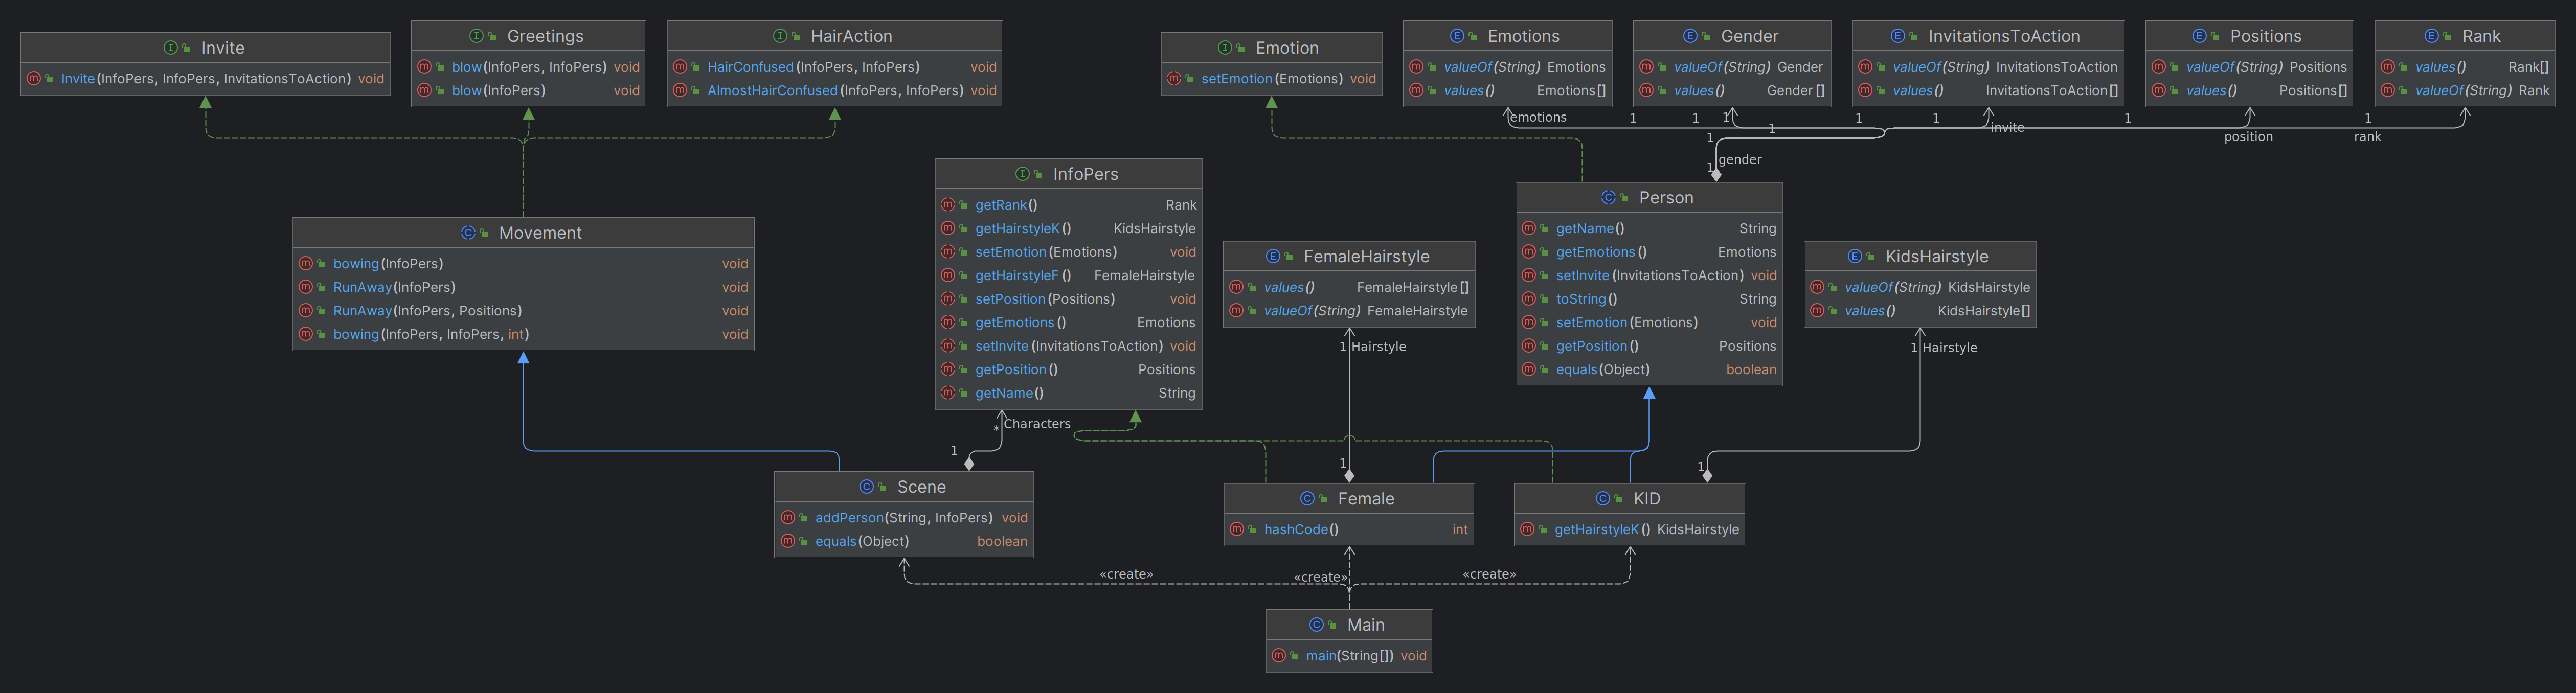 Invite
Invite(InfoPers, InfoPers, InvitationsToAction) void
Greetings
blow(InfoPers, InfoPers) void
blow(InfoPers) void
HairAction
HairConfused(InfoPers, InfoPers) void
AlmostHairConfused(InfoPers, InfoPers) void
Emotion
setEmotion(Emotions) void
Emotions
valueOf(String) Emotions
values() Emotions[]
Gender
valueOf(String) Gender
values() Gender[]
InvitationsToAction
valueOf(String) InvitationsToAction
values() InvitationsToAction[]
Positions
valueOf(String) Positions
values() Positions[]
Rank
values() Rank[]
valueOf(String) Rank
emotions 1 1 1 1 1 1 1 1
1 invite position rank
1 gender
InfoPers
getRank() Rank
getHairstyleK() KidsHairstyle
setEmotion(Emotions) void
getHairstyleF() FemaleHairstyle
setPosition(Positions) void
getEmotions() Emotions
setInvite(InvitationsToAction) void
getPosition() Positions
getName() String
Person
getName() String
getEmotions() Emotions
setInvite(InvitationsToAction) void
toString() String
setEmotion(Emotions) void
getPosition() Positions
equals(Object) boolean
Movement
bowing(InfoPers) void
RunAway(InfoPers) void
RunAway(InfoPers, Positions) void
bowing(InfoPers, InfoPers, int) void
FemaleHairstyle
values() FemaleHairstyle[]
valueOf(String) FemaleHairstyle
KidsHairstyle
valueOf(String) KidsHairstyle
values() KidsHairstyle[]
1 Hairstyle
1 Hairstyle
* Characters
1
1
1
Scene
addPerson(String, InfoPers) void
equals(Object) boolean
Female
hashCode() int
KID
getHairstyleK() KidsHairstyle
«create»
«create»
«create»
Main
main(String[]) void